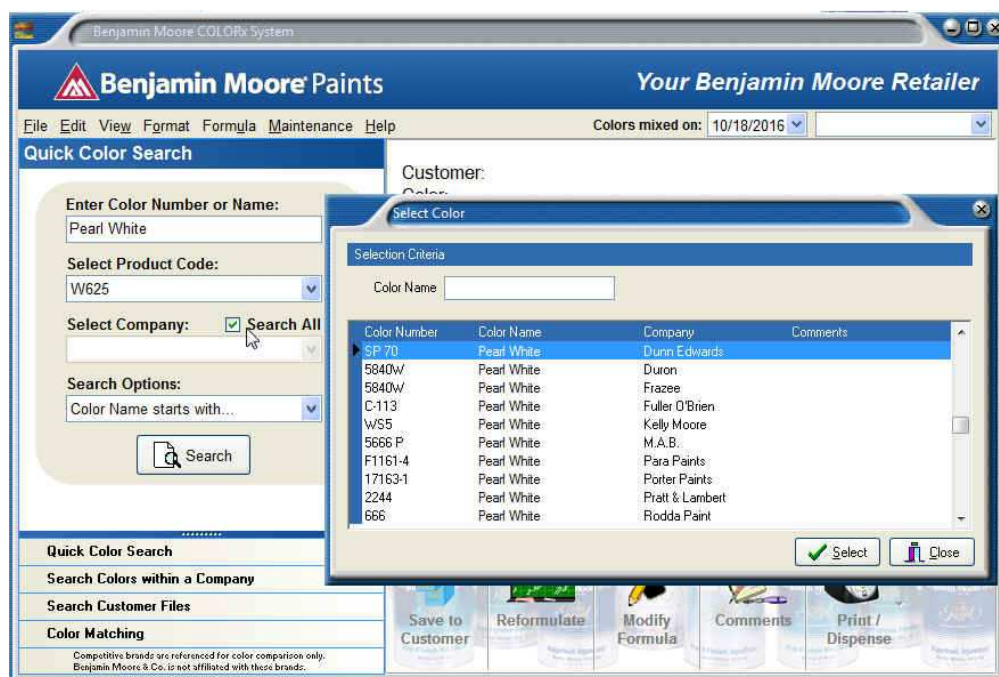 Benjamin Moore COLORx System
Benjamin Moore Paints
Your Benjamin Moore Retailer
File Edit View Format Formula Maintenance Help
Colors mixed on: 10/18/2016
Quick Color Search
Customer:
Color:
Enter Color Number or Name:
Pearl White
Select Product Code:
W625
Select Company: Search All
Search Options:
Color Name starts with...
Search
Select Color
Selection Criteria
Color Name
Color Number Color Name Company Comments
SP 70 Pearl White Dunn Edwards
5840W Pearl White Duron
5840W Pearl White Frazee
C-113 Pearl White Fuller O'Brien
WS5 Pearl White Kelly Moore
5666 P Pearl White M.A.B.
F1161-4 Pearl White Para Paints
17163-1 Pearl White Porter Paints
2244 Pearl White Pratt & Lambert
666 Pearl White Rodda Paint
Select Close
Quick Color Search
Search Colors within a Company
Search Customer Files
Color Matching
Competitive brands are referenced for color comparison only.
Benjamin Moore & Co. is not affiliated with these brands.
Save to Customer
Reformulate
Modify Formula
Comments
Print / Dispense